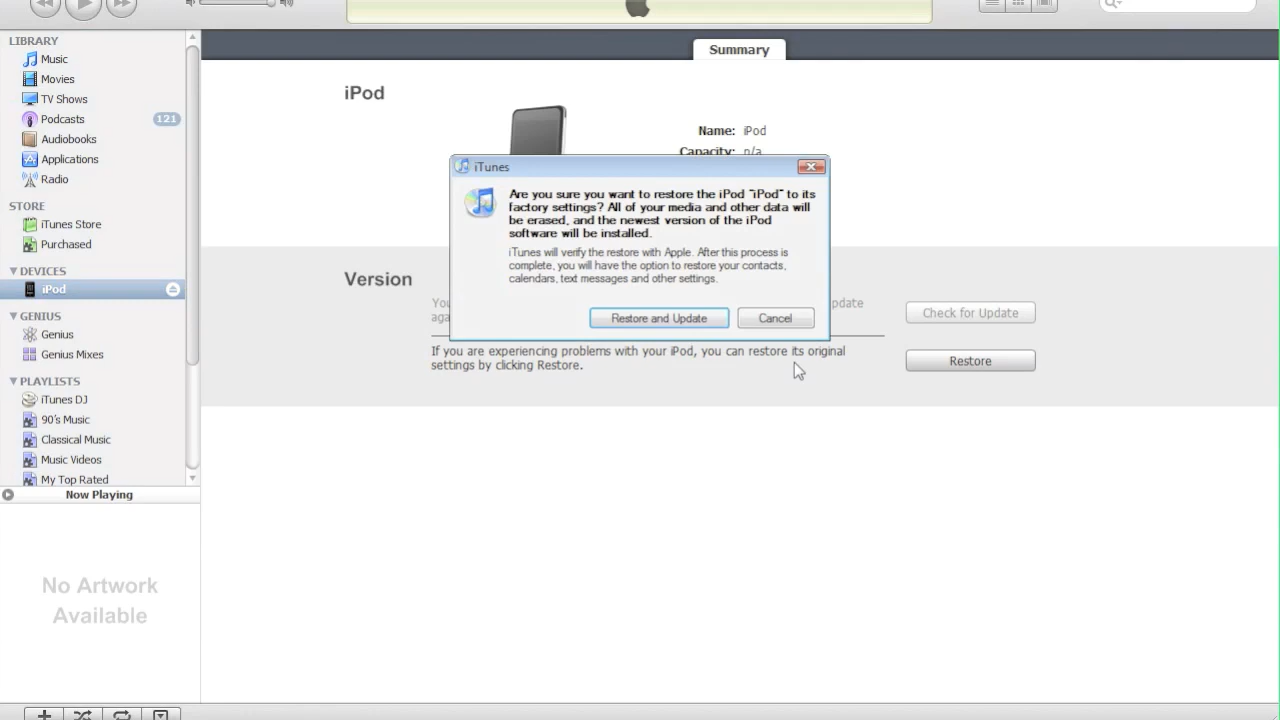 LIBRARY
Music
Movies
TV Shows
Podcasts 121
Audiobooks
Applications
Radio
STORE
iTunes Store
Purchased
DEVICES
iPod
GENIUS
Genius
Genius Mixes
PLAYLISTS
iTunes DJ
90's Music
Classical Music
Music Videos
My Top Rated
Now Playing
No Artwork
Available
Summary
iPod
Name: iPod
Capacity: n/a
iTunes
Are you sure you want to restore the iPod "iPod" to its
factory settings? All of your media and other data will
be erased, and the newest version of the iPod
software will be installed.
iTunes will verify the restore with Apple. After this process is
complete, you will have the option to restore your contacts,
calendars, text messages and other settings.
Restore and Update Cancel
Version
Check for Update
If you are experiencing problems with your iPod, you can restore its original
settings by clicking Restore.
Restore